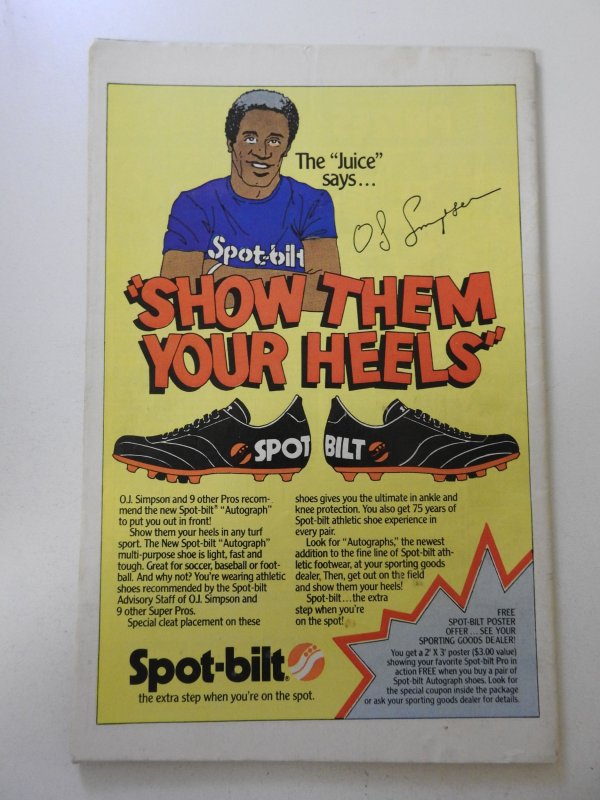 The "Juice"
says...
OJ Simpson
Spot-bilt
"SHOW THEM
YOUR HEELS"
SPOT BILT
O.J. Simpson and 9 other Pros recom-
mend the new Spot-bilt® "Autograph"
to put you out in front!
Show them your heels in any turf
sport. The New Spot-bilt "Autograph"
multi-purpose shoe is light, fast and
tough. Great for soccer, baseball or foot-
ball. And why not? You're wearing athletic
shoes recommended by the Spot-bilt
Advisory Staff of O.J. Simpson and
9 other Super Pros.
Special cleat placement on these
shoes gives you the ultimate in ankle and
knee protection. You also get 75 years of
Spot-bilt athletic shoe experience in
every pair.
Look for "Autographs," the newest
addition to the fine line of Spot-bilt ath-
letic footwear, at your sporting goods
dealer, Then, get out on the field
and show them your heels!
Spot-bilt...the extra
step when you're
on the spot!
Spot-bilt®
the extra step when you're on the spot.
FREE
SPOT-BILT POSTER
OFFER...SEE YOUR
SPORTING GOODS DEALER!
You get a 2' X 3' poster ($3.00 value)
showing your favorite Spot-bilt Pro in
action FREE when you buy a pair of
Spot-bilt Autograph shoes. Look for
the special coupon inside the package
or ask your sporting goods dealer for details.